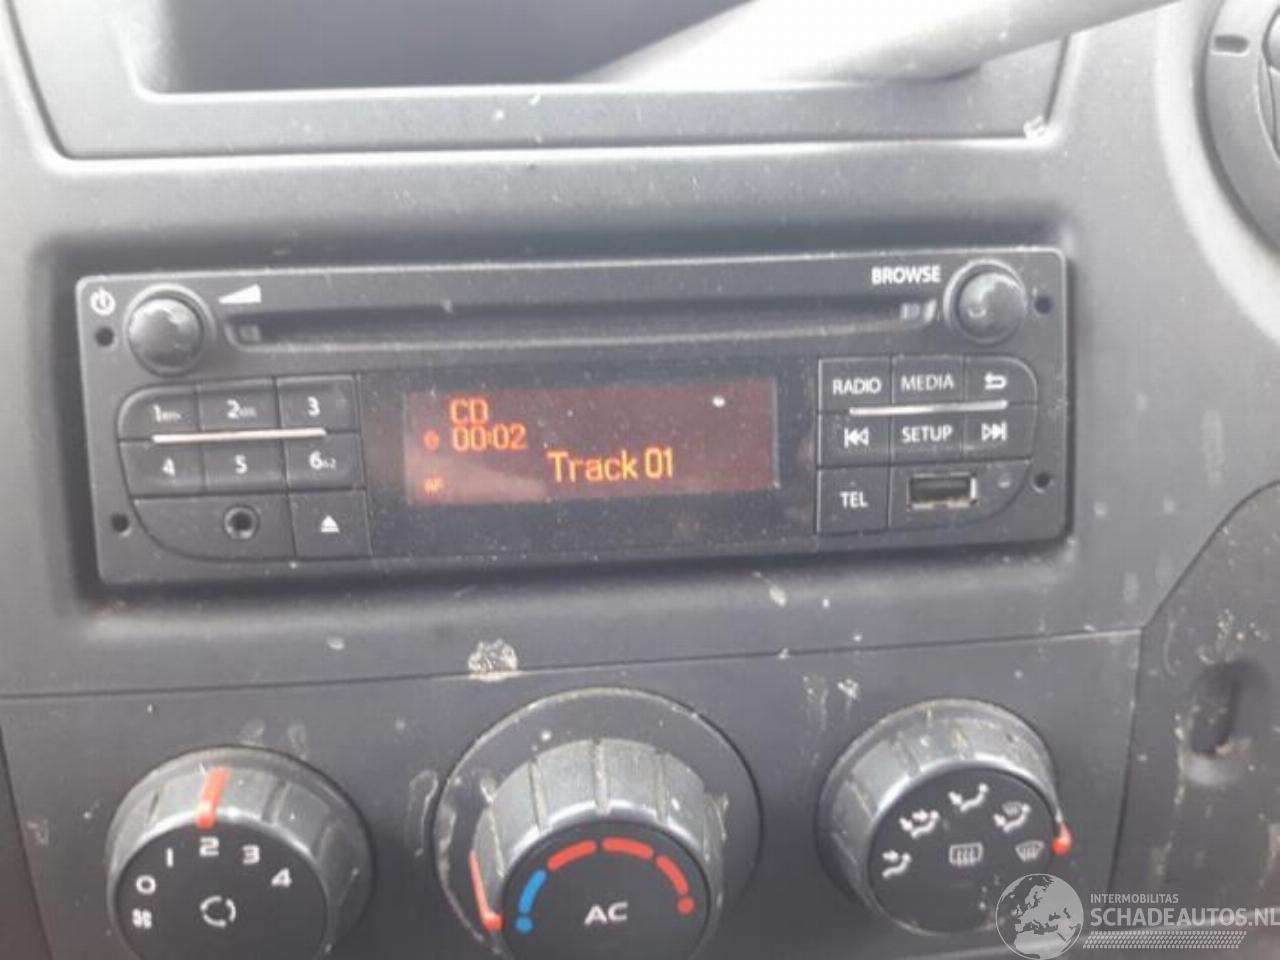 BROWSE
1
2
3
RADIO
MEDIA
CD
00:02
Track 01
AF
4
5
6
SETUP
TEL
0
1
2
3
4
AC
INTERMOBILITAS
SCHADEAUTOS.NL